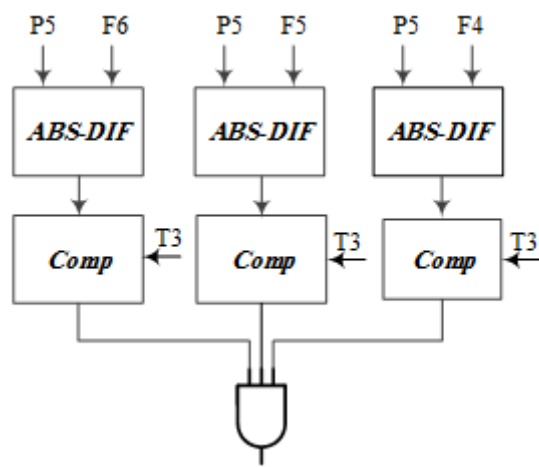 P5 F6 P5 F5 P5 F4
ABS-DIF ABS-DIF ABS-DIF
T3 T3 T3
Comp Comp Comp